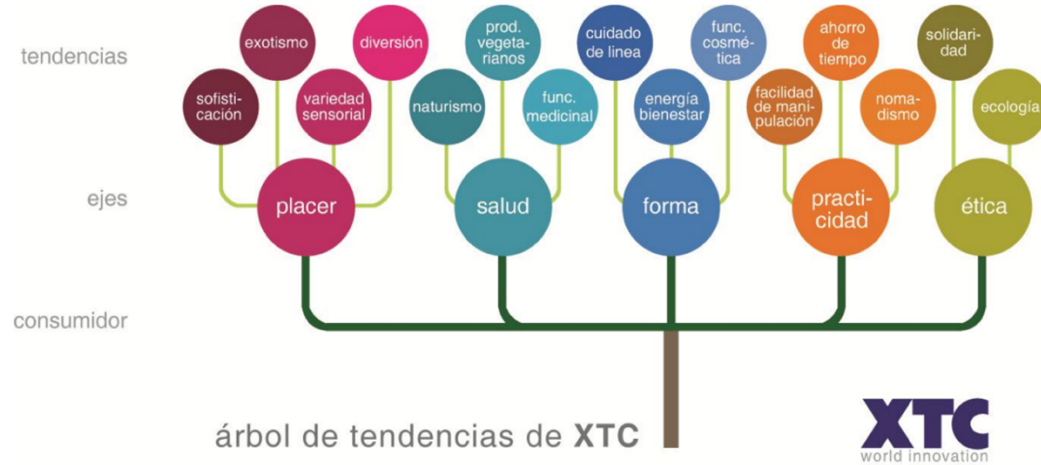 tendencias
exotismo
diversión
prod.
vegeta-
rianos
cuidado
de linea
func.
cosmé-
tica
ahorro
de
tiempo
solidari-
dad
sofisti-
cación
variedad
sensorial
naturismo
func.
medicinal
energía
bienestar
facilidad
de mani-
pulación
noma-
dismo
ecología
ejes
placer
salud
forma
practi-
cidad
ética
consumidor
árbol de tendencias de XTC
XTC
world innovation